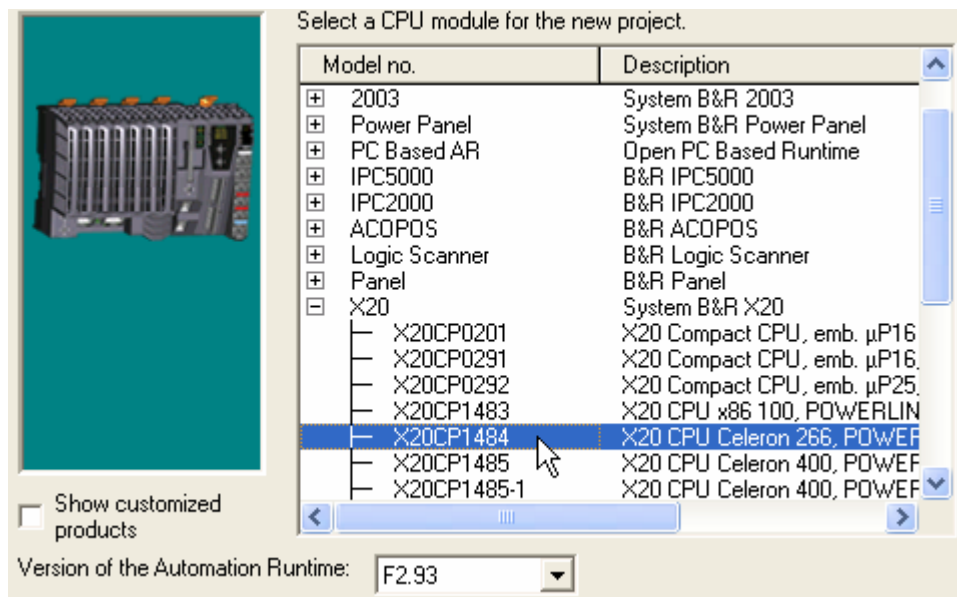 Select a CPU module for the new project.
Model no. Description
2003 System B&R 2003
Power Panel System B&R Power Panel
PC Based AR Open PC Based Runtime
IPC5000 B&R IPC5000
IPC2000 B&R IPC2000
ACOPOS B&R ACOPOS
Logic Scanner B&R Logic Scanner
Panel B&R Panel
X20 System B&R X20
X20CP0201 X20 Compact CPU, emb. µP16
X20CP0291 X20 Compact CPU, emb. µP16,
X20CP0292 X20 Compact CPU, emb. µP25,
X20CP1483 X20 CPU x86 100, POWERLIN
X20CP1484 X20 CPU Celeron 266, POWER
X20CP1485 X20 CPU Celeron 400, POWER
X20CP1485-1 X20 CPU Celeron 400, POWER
Show customized
products
Version of the Automation Runtime: F2.93